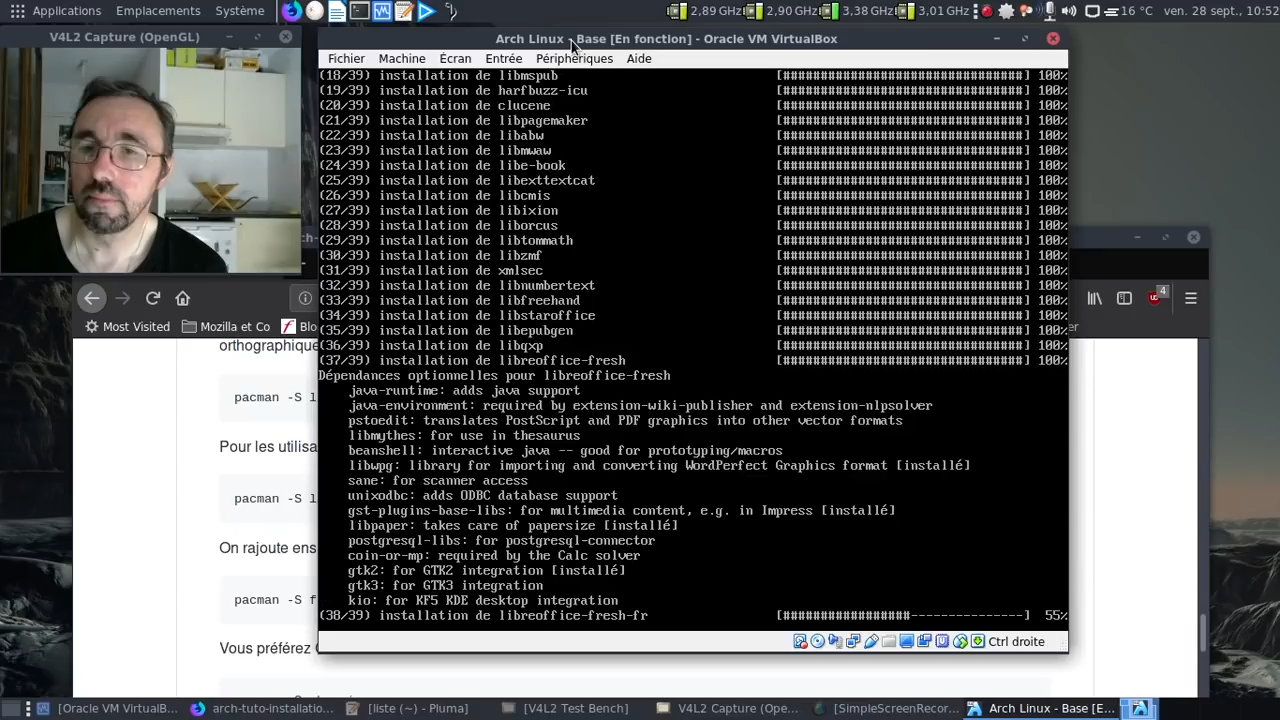 Applications Emplacements Système 2,89 GHz 2,90 GHz 3,38 GHz 3,01 GHz 16 °C ven. 28 sept., 10:52
V4L2 Capture (OpenGL)
Arch Linux - Base [En fonction] - Oracle VM VirtualBox
Fichier Machine Écran Entrée Périphériques Aide
(18/39) installation de libmspub [################################] 100%
(19/39) installation de harfbuzz-icu [################################] 100%
(20/39) installation de clucene [################################] 100%
(21/39) installation de libpagemaker [################################] 100%
(22/39) installation de libabw [################################] 100%
(23/39) installation de libmwaw [################################] 100%
(24/39) installation de libe-book [################################] 100%
(25/39) installation de libexttextcat [################################] 100%
(26/39) installation de libcmis [################################] 100%
(27/39) installation de libixion [################################] 100%
(28/39) installation de liborcus [################################] 100%
(29/39) installation de libtommath [################################] 100%
(30/39) installation de libzmf [################################] 100%
(31/39) installation de xmlsec [################################] 100%
(32/39) installation de libnumbertext [################################] 100%
(33/39) installation de libfreehand [################################] 100%
(34/39) installation de libstaroffice [################################] 100%
(35/39) installation de libepubgen [################################] 100%
(36/39) installation de libqxp [################################] 100%
(37/39) installation de libreoffice-fresh [################################] 100%
Dépendances optionnelles pour libreoffice-fresh
java-runtime: adds java support
java-environment: required by extension-wiki-publisher and extension-nlpsolver
pstoedit: translates PostScript and PDF graphics into other vector formats
libmythes: for use in thesaurus
beanshell: interactive java -- good for prototyping/macros
libwpg: library for importing and converting WordPerfect Graphics format [installé]
sane: for scanner access
unixodbc: adds ODBC database support
gst-plugins-base-libs: for multimedia content, e.g. in Impress [installé]
libpaper: takes care of papersize [installé]
postgresql-libs: for postgresql-connector
coin-or-mp: required by the Calc solver
gtk2: for GTK2 integration [installé]
gtk3: for GTK3 integration
kio: for KF5 KDE desktop integration
(38/39) installation de libreoffice-fresh-fr [#################---------------] 55%
Ctrl droite
4
Most Visited Mozilla et Co Blo
orthographique
pacman -S l
Pour les utilisa
pacman -S l
On rajoute ens
pacman -S f
Vous préférez
[Oracle VM VirtualB... arch-tuto-installatio... [liste (~) - Pluma] [V4L2 Test Bench] V4L2 Capture (Ope... [SimpleScreenRecor... Arch Linux - Base [E...